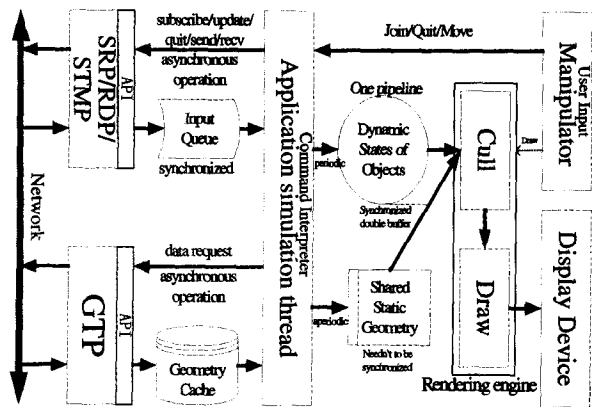 subscribe/update/
quit/send/recv
asynchronous
operation
SRP/RDP/
STMP
API
Input
Queue
synchronized
Network
data request
asynchronous
operation
GTP
API
Geometry
Cache
Application simulation thread
Command Interpreter
Join/Quit/Move
One pipeline
Dynamic
States of
Objects
periodic
Synchronized
double buffer
Shared
Static
Geometry
aperiodic
Needn't to be
synchronized
Cull
Draw
Rendering engine
Draw
User Input
Manipulator
Display Device